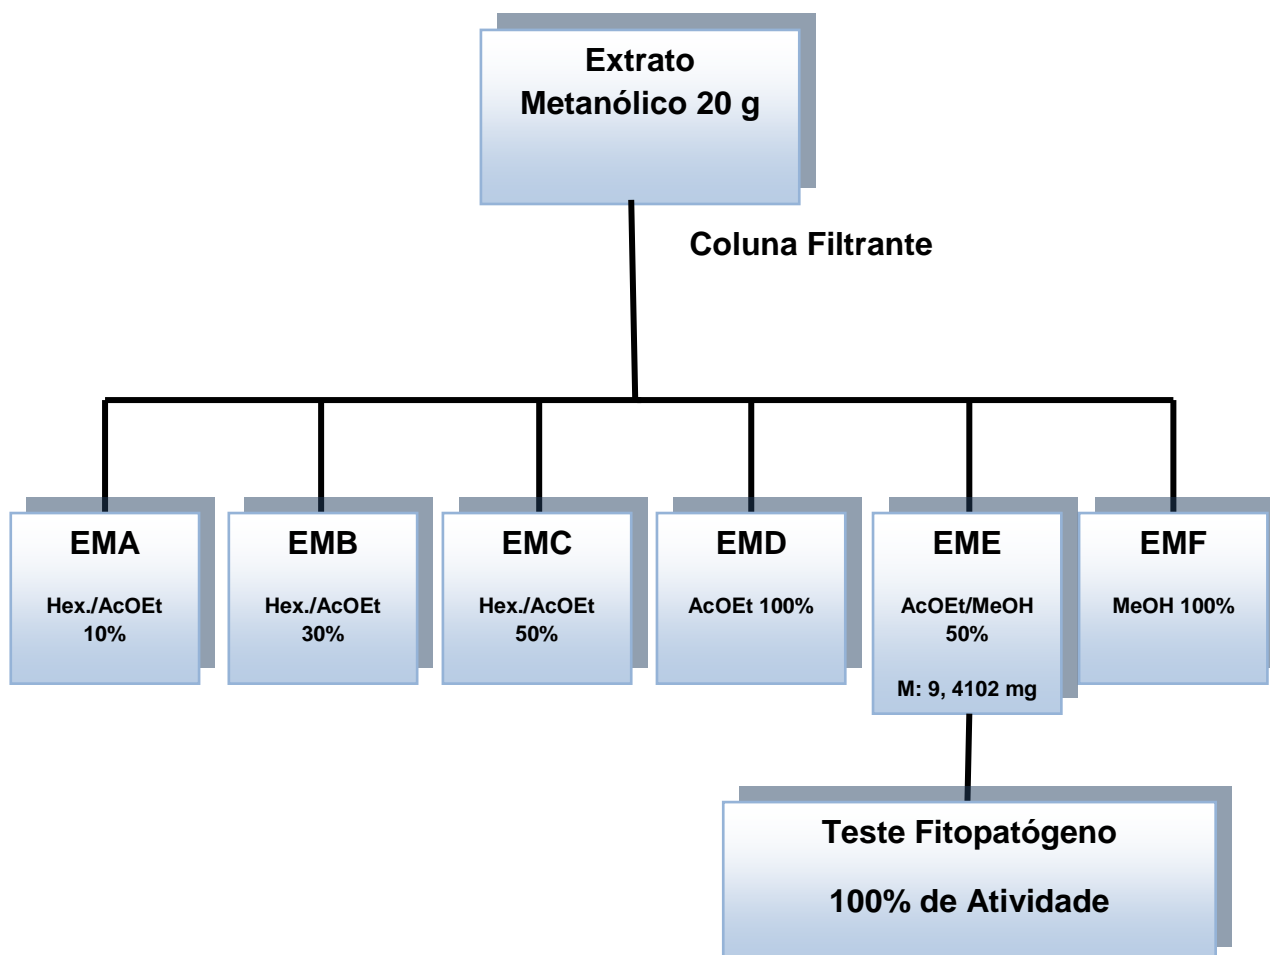 Extrato
Metanólico 20 g
Coluna Filtrante
EMA
Hex./AcOEt
10%
EMB
Hex./AcOEt
30%
EMC
Hex./AcOEt
50%
EMD
AcOEt 100%
EME
AcOEt/MeOH
50%
M: 9, 4102 mg
EMF
MeOH 100%
Teste Fitopatógeno
100% de Atividade